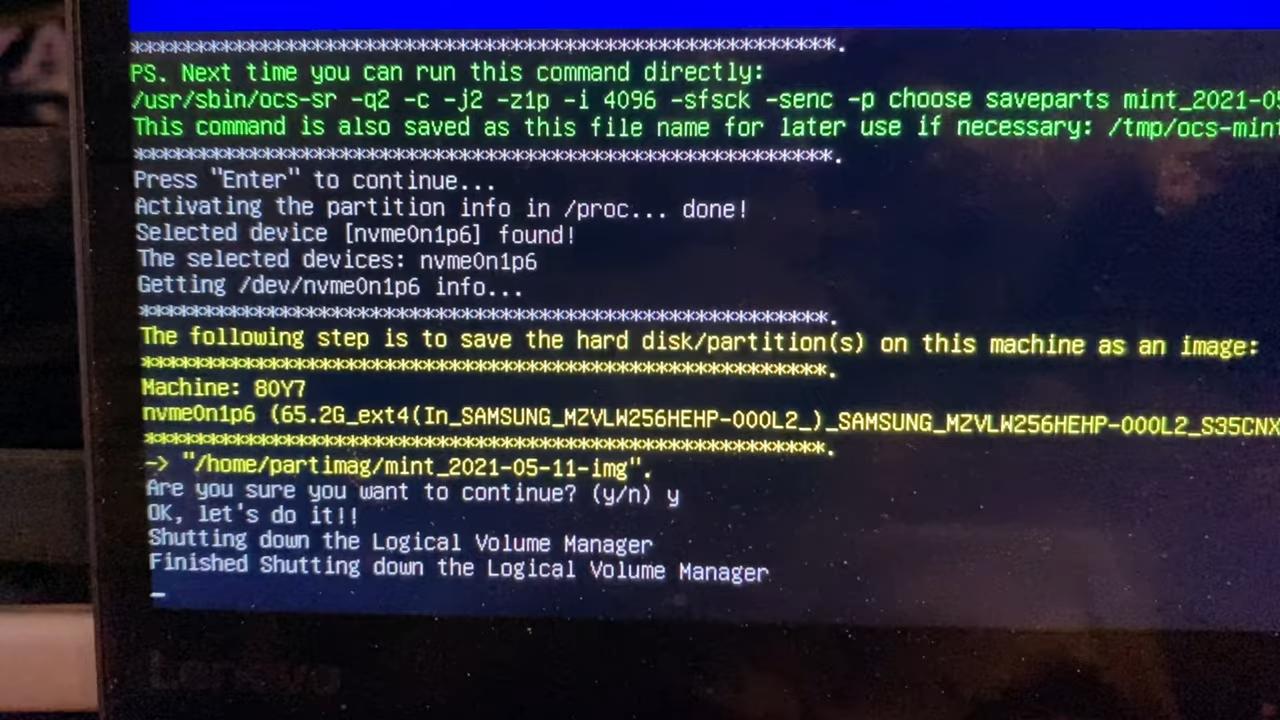 ****************************************************.
PS. Next time you can run this command directly:
/usr/sbin/ocs-sr -q2 -c -j2 -z1p -i 4096 -sfsck -senc -p choose saveparts mint_2021-0
This command is also saved as this file name for later use if necessary: /tmp/ocs-min
****************************************************.
Press "Enter" to continue...
Activating the partition info in /proc... done!
Selected device [nvme0n1p6] found!
The selected devices: nvme0n1p6
Getting /dev/nvme0n1p6 info...
****************************************************.
The following step is to save the hard disk/partition(s) on this machine as an image:
****************************************************.
Machine: 80Y7
nvme0n1p6 (65.2G_ext4(In_SAMSUNG_MZVLW256HEHP-000L2_)_SAMSUNG_MZVLW256HEHP-000L2_S35CNX
****************************************************.
-> "/home/partimag/mint_2021-05-11-img".
Are you sure you want to continue? (y/n) y
OK, let's do it!!
Shutting down the Logical Volume Manager
Finished Shutting down the Logical Volume Manager
Lenovo